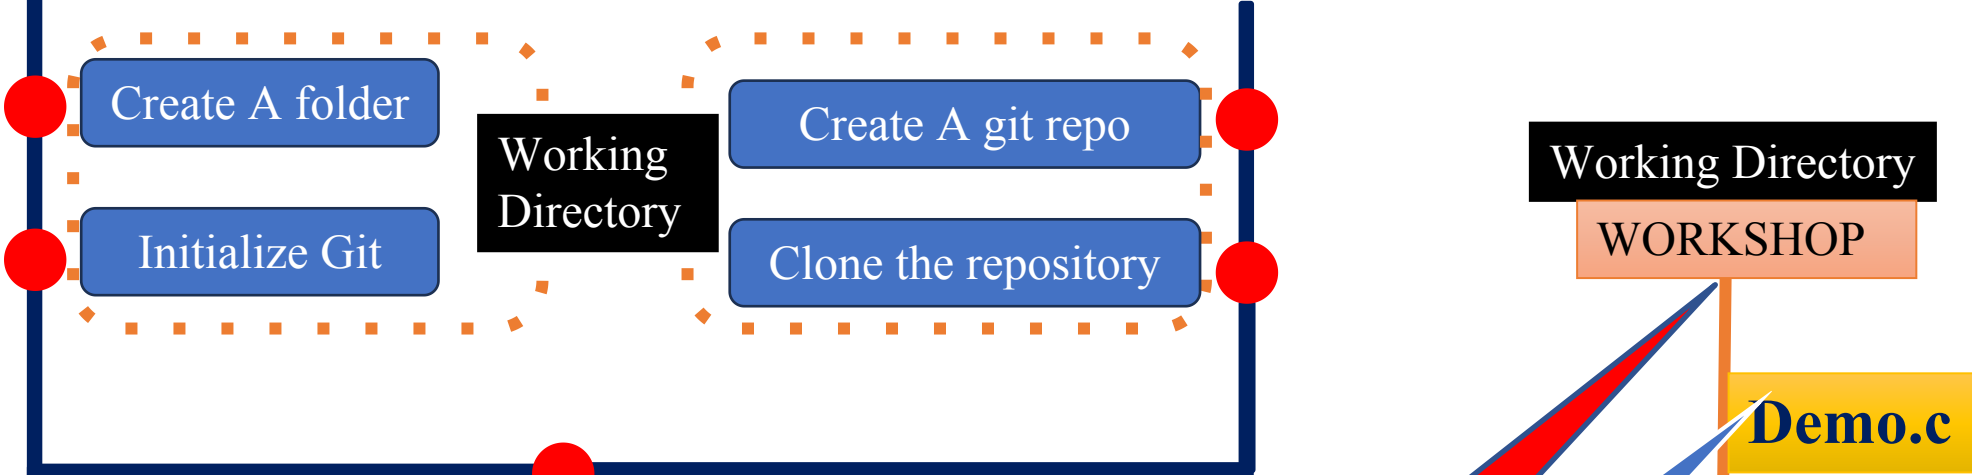 Create A folder
Initialize Git
Working
Directory
Create A git repo
Clone the repository
Working Directory
WORKSHOP
Demo.c